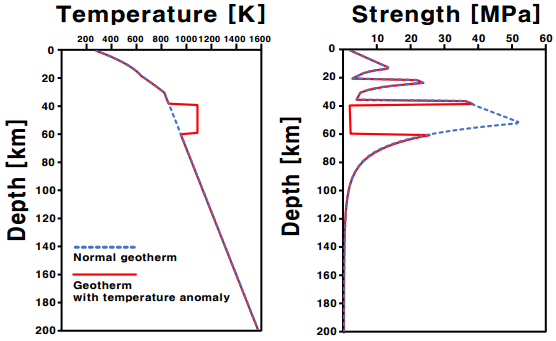 Temperature [K]
200 400 600 800 1000 1200 1400 1600
0
20
40
60
80
100
120
140
160
180
200
Depth [km]
Normal geotherm
Geotherm
with temperature anomaly
Strength [MPa]
10 20 30 40 50 60
0
20
40
60
80
100
120
140
160
180
200
Depth [km]